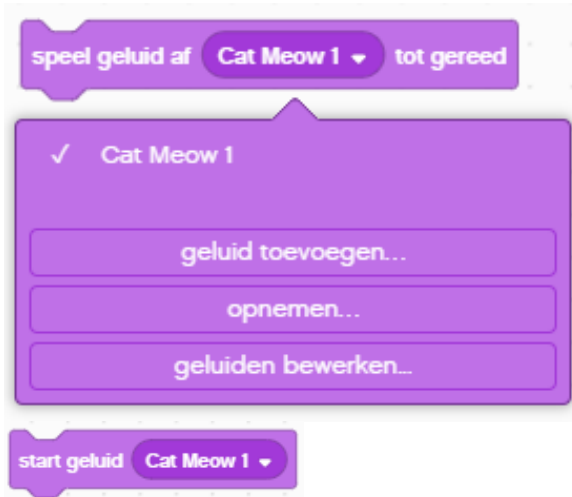 speel geluid af Cat Meow 1 tot gereed
Cat Meow 1
geluid toevoegen...
opnemen...
geluiden bewerken...
start geluid Cat Meow 1